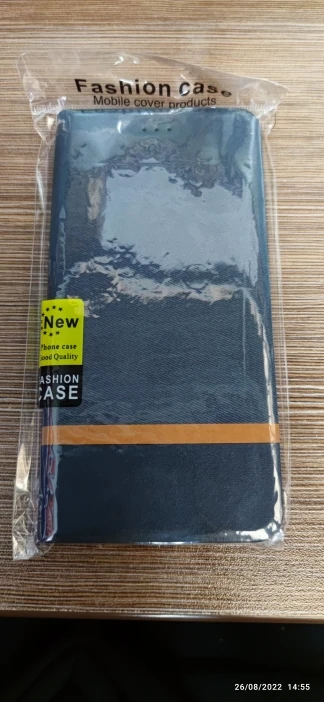 Fashion Case
Mobile cover products
New
Phone case
Good Quality
FASHION
CASE
26/08/2022 14:55